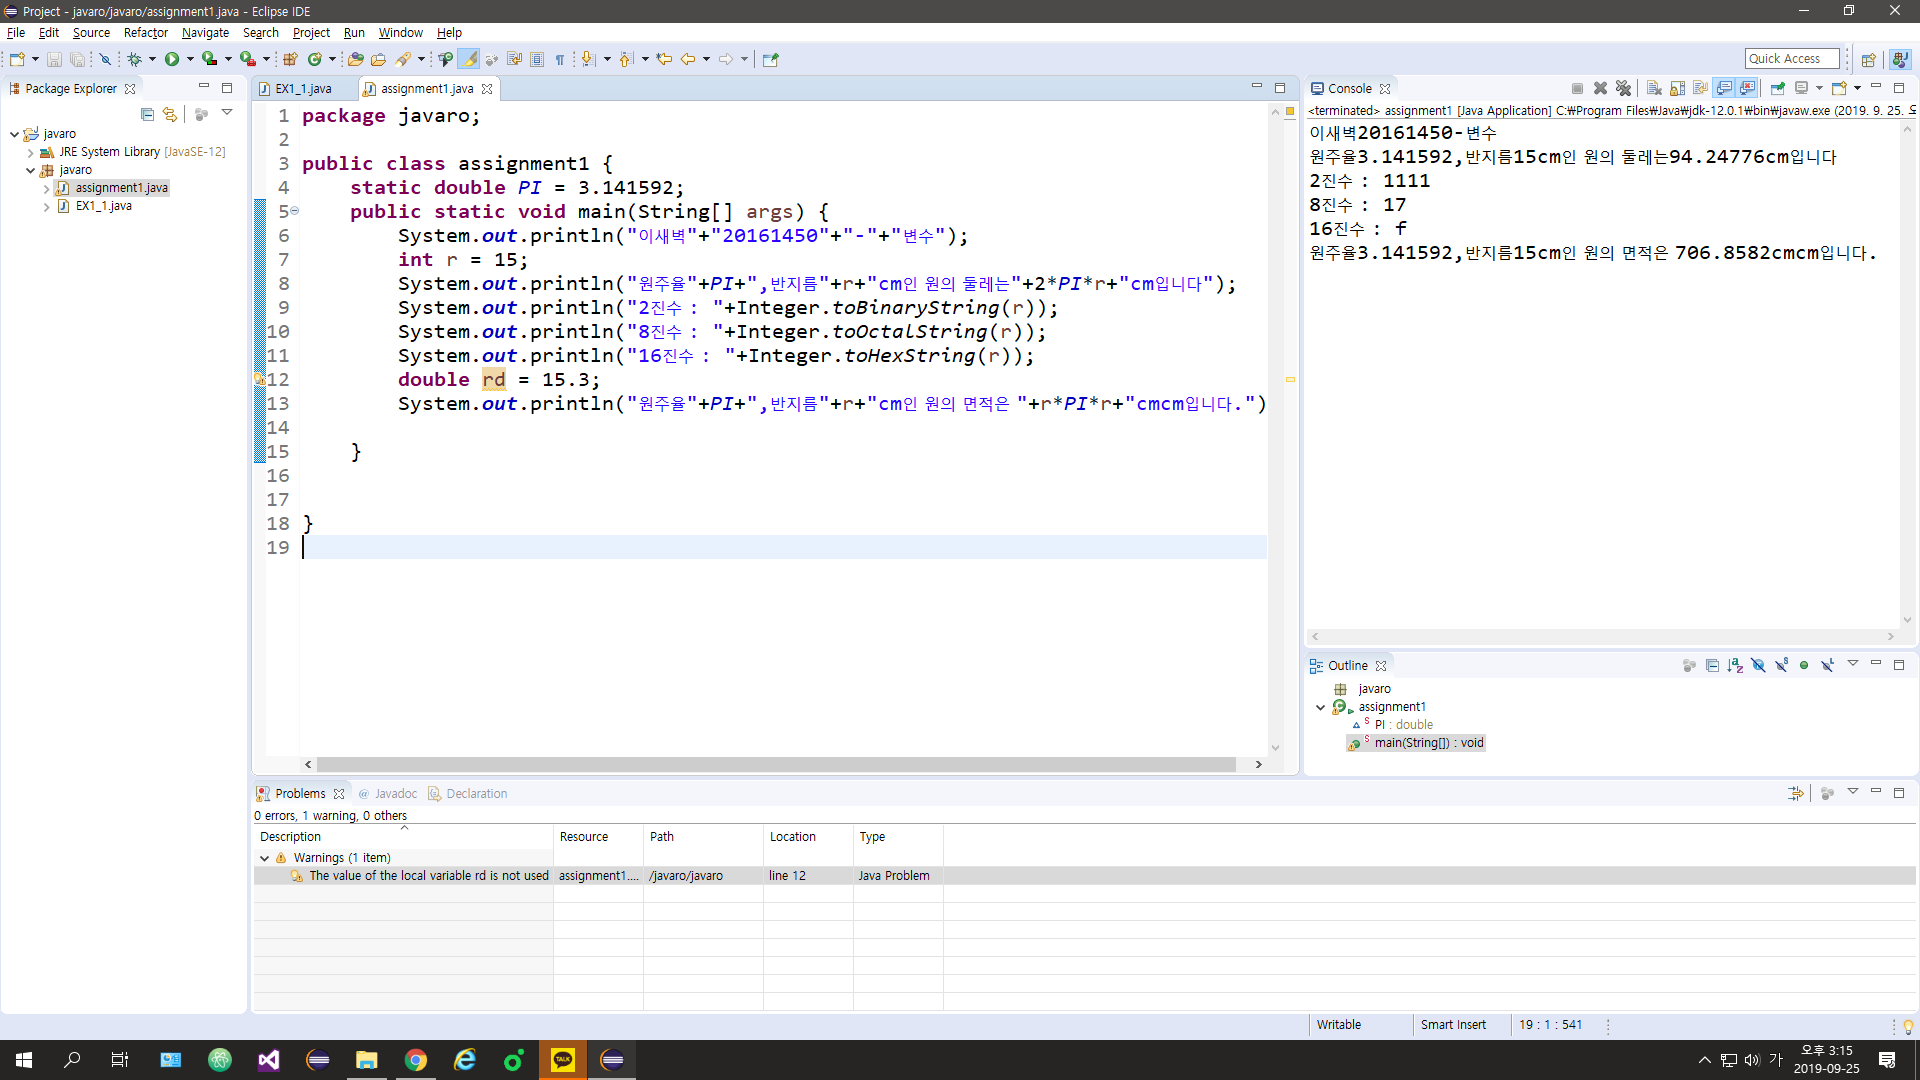 Project - javaro/javaro/assignment1.java - Eclipse IDE
File Edit Source Refactor Navigate Search Project Run Window Help
Quick Access
Package Explorer
javaro
JRE System Library [JavaSE-12]
javaro
assignment1.java
EX1_1.java
EX1_1.java assignment1.java
1 package javaro;
2
3 public class assignment1 {
4 static double PI = 3.141592;
5 public static void main(String[] args) {
6 System.out.println("이새벽"+"20161450"+"-"+"변수");
7 int r = 15;
8 System.out.println("원주율"+PI+",반지름"+r+"cm인 원의 둘레는"+2*PI*r+"cm입니다");
9 System.out.println("2진수 : "+Integer.toBinaryString(r));
10 System.out.println("8진수 : "+Integer.toOctalString(r));
11 System.out.println("16진수 : "+Integer.toHexString(r));
12 double rd = 15.3;
13 System.out.println("원주율"+PI+",반지름"+r+"cm인 원의 면적은 "+r*PI*r+"cmcm입니다.")
14
15 }
16
17
18 }
19
Console
<terminated> assignment1 [Java Application] C:₩Program Files₩Java₩jdk-12.0.1₩bin₩javaw.exe (2019. 9. 25. 오
이새벽20161450-변수
원주율3.141592,반지름15cm인 원의 둘레는94.24776cm입니다
2진수 : 1111
8진수 : 17
16진수 : f
원주율3.141592,반지름15cm인 원의 면적은 706.8582cmcm입니다.
Outline
javaro
assignment1
PI : double
main(String[]) : void
Problems Javadoc Declaration
0 errors, 1 warning, 0 others
Description Resource Path Location Type
Warnings (1 item)
The value of the local variable rd is not used assignment1.... /javaro/javaro line 12 Java Problem
Writable Smart Insert 19 : 1 : 541
TALK
가
오후 3:15
2019-09-25